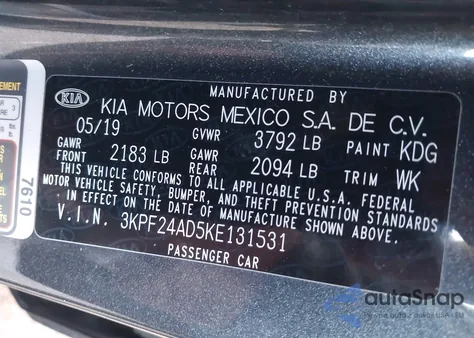 MANUFACTURED BY
KIA KIA MOTORS MEXICO S.A. DE C.V.
05/19 GVWR 3792 LB PAINT KDG
GAWR FRONT 2183 LB GAWR REAR 2094 LB TRIM WK
THIS VEHICLE CONFORMS TO ALL APPLICABLE U.S.A. FEDERAL
MOTOR VEHICLE SAFETY, BUMPER, AND THEFT PREVENTION STANDARDS
IN EFFECT ON THE DATE OF MANUFACTURE SHOWN ABOVE.
V.I.N. 3KPF24AD5KE131531
PASSENGER CAR
EMENT
3
7610
autoSnap